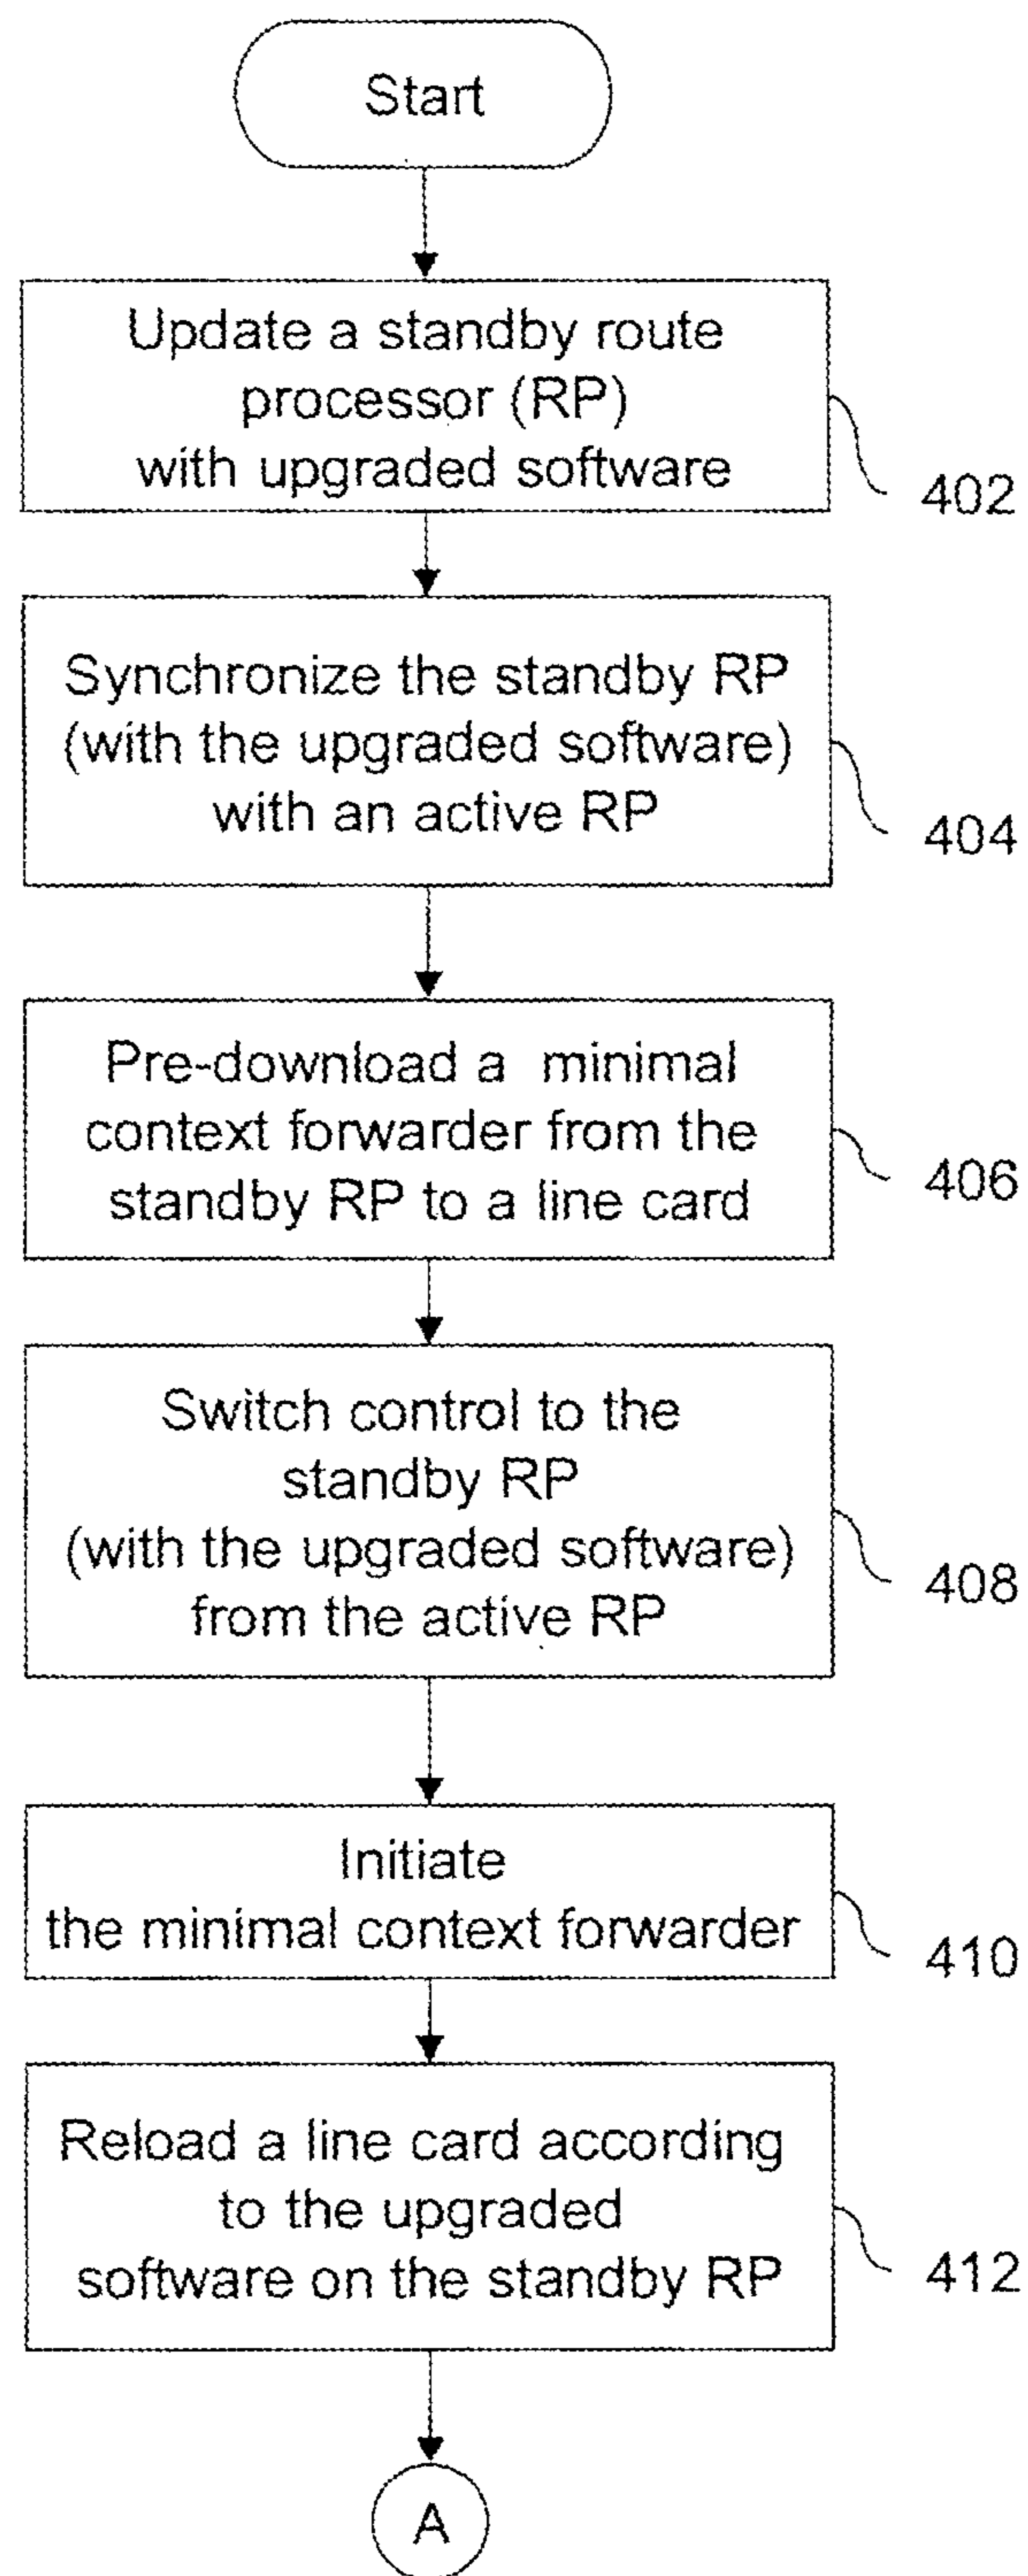 Start
Update a standby route
processor (RP)
with upgraded software
402
Synchronize the standby RP
(with the upgraded software)
with an active RP
404
Pre-download a minimal
context forwarder from the
standby RP to a line card
406
Switch control to the
standby RP
(with the upgraded software)
from the active RP
408
Initiate
the minimal context forwarder
410
Reload a line card according
to the upgraded
software on the standby RP
412
A